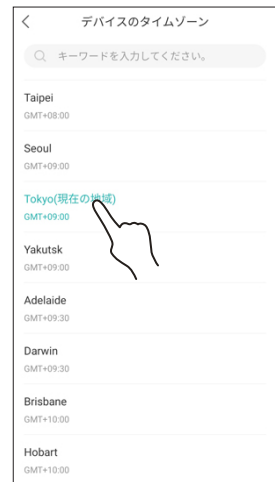 デバイスのタイムゾーン
キーワードを入力してください。
Taipei
GMT+08:00
Seoul
GMT+09:00
Tokyo(現在の地域)
GMT+09:00
Yakutsk
GMT+09:00
Adelaide
GMT+09:30
Darwin
GMT+09:30
Brisbane
GMT+10:00
Hobart
GMT+10:00